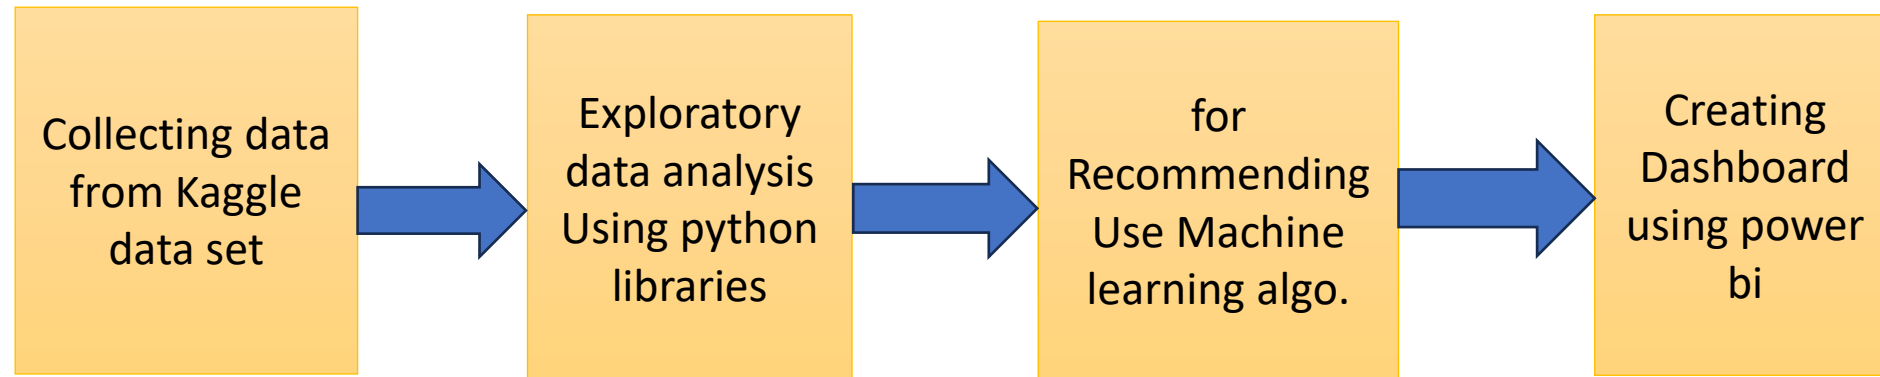 Collecting data
from Kaggle
data set
Exploratory
data analysis
Using python
libraries
for
Recommending
Use Machine
learning algo.
Creating
Dashboard
using power
bi